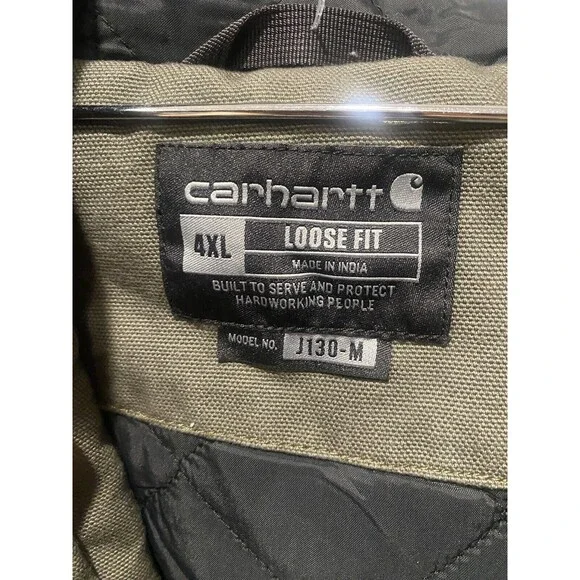 carhartt
4XL LOOSE FIT
MADE IN INDIA
BUILT TO SERVE AND PROTECT
HARDWORKING PEOPLE
MODEL NO. J130-M